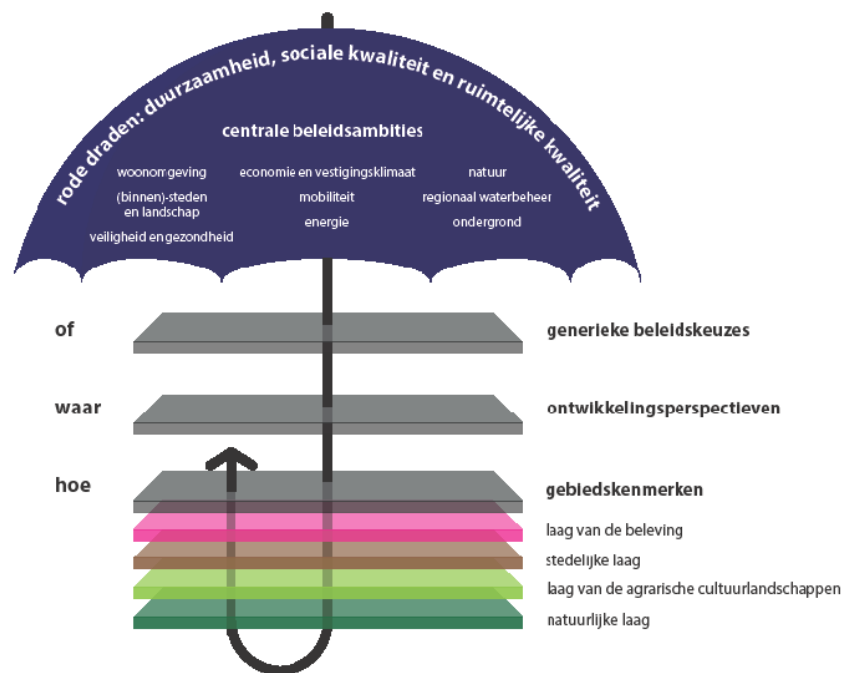 rode draden: duurzaamheid, sociale kwaliteit en ruimtelijke kwaliteit
centrale beleidsambities
woonomgeving
(binnen)-steden
en landschap
veiligheid en gezondheid
economie en vestigingsklimaat
mobiliteit
energie
natuur
regionaal waterbeheer
ondergrond
of
generieke beleidskeuzes
waar
ontwikkelingsperspectieven
hoe
gebiedskenmerken
laag van de beleving
stedelijke laag
laag van de agrarische cultuurlandschappen
natuurlijke laag